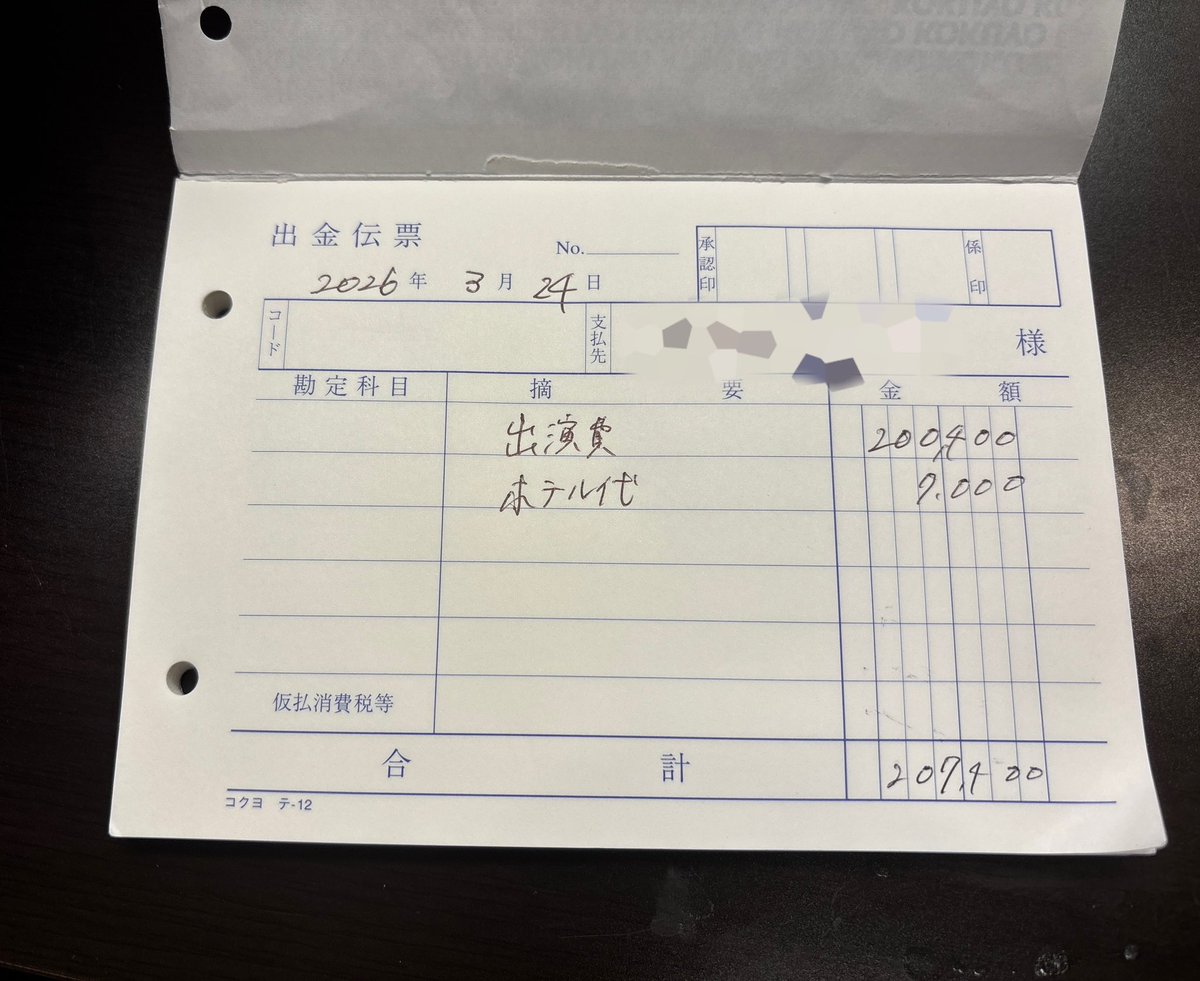 出金伝票
No.
承認印
係印
2026年 3月 24日
コード
支払先
様
勘定科目 摘要 金額
出演費 200,400
ホテル代 7.000
仮払消費税等
合計 207,400
コクヨ テ-12